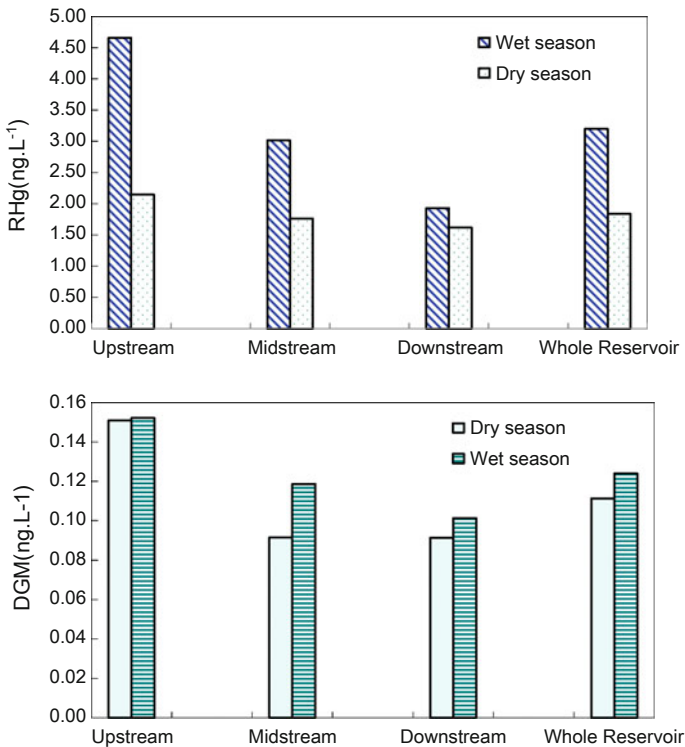 5.00
4.50
4.00
3.50
3.00
2.50
2.00
1.50
1.00
0.50
0.00
RHg(ng.L-1)
Wet season
Dry season
Upstream Midstream Downstream Whole Reservoir
0.16
0.14
0.12
0.10
0.08
0.06
0.04
0.02
0.00
DGM(ng.L-1)
Dry season
Wet season
Upstream Midstream Downstream Whole Reservoir